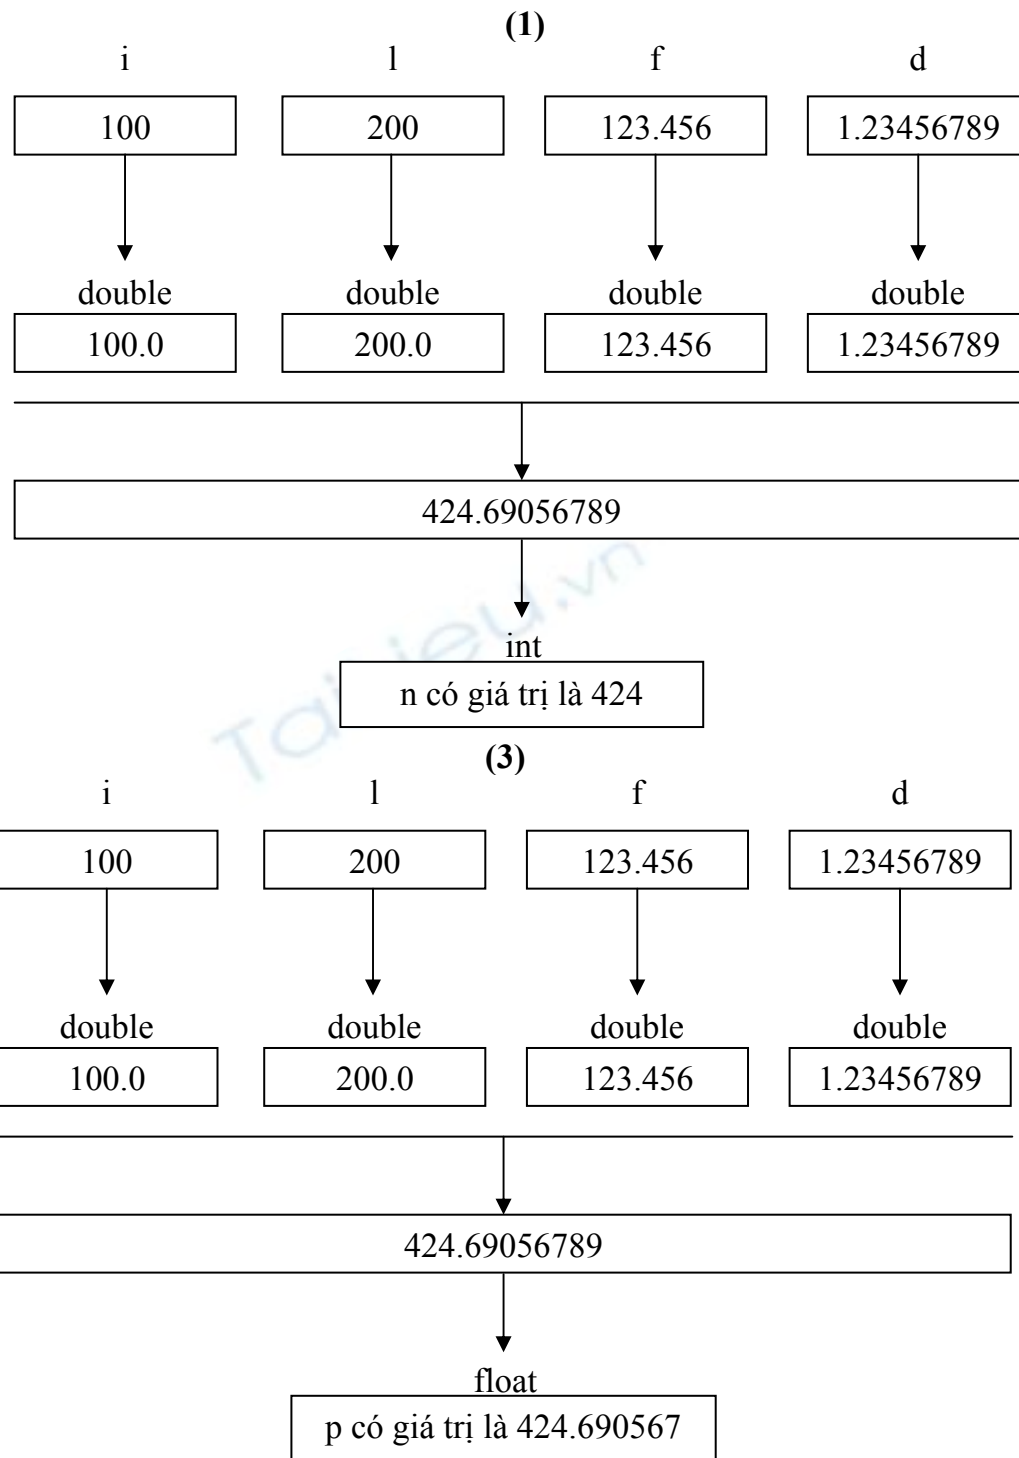 (1)
i l f d
100 200 123.456 1.23456789
double double double double
100.0 200.0 123.456 1.23456789
424.69056789
int
n có giá trị là 424
Tailieu.vn
(3)
i l f d
100 200 123.456 1.23456789
double double double double
100.0 200.0 123.456 1.23456789
424.69056789
float
p có giá trị là 424.690567